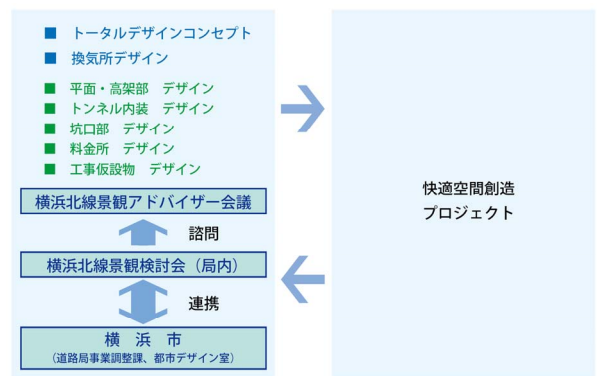 ■ トータルデザインコンセプト
■ 換気所デザイン
■ 平面・高架部 デザイン
■ トンネル内装 デザイン
■ 坑口部 デザイン
■ 料金所 デザイン
■ 工事仮設物 デザイン
横浜北線景観アドバイザー会議
諮問
横浜北線景観検討会（局内）
連携
横 浜 市
（道路局事業調整課、都市デザイン室）
快適空間創造
プロジェクト